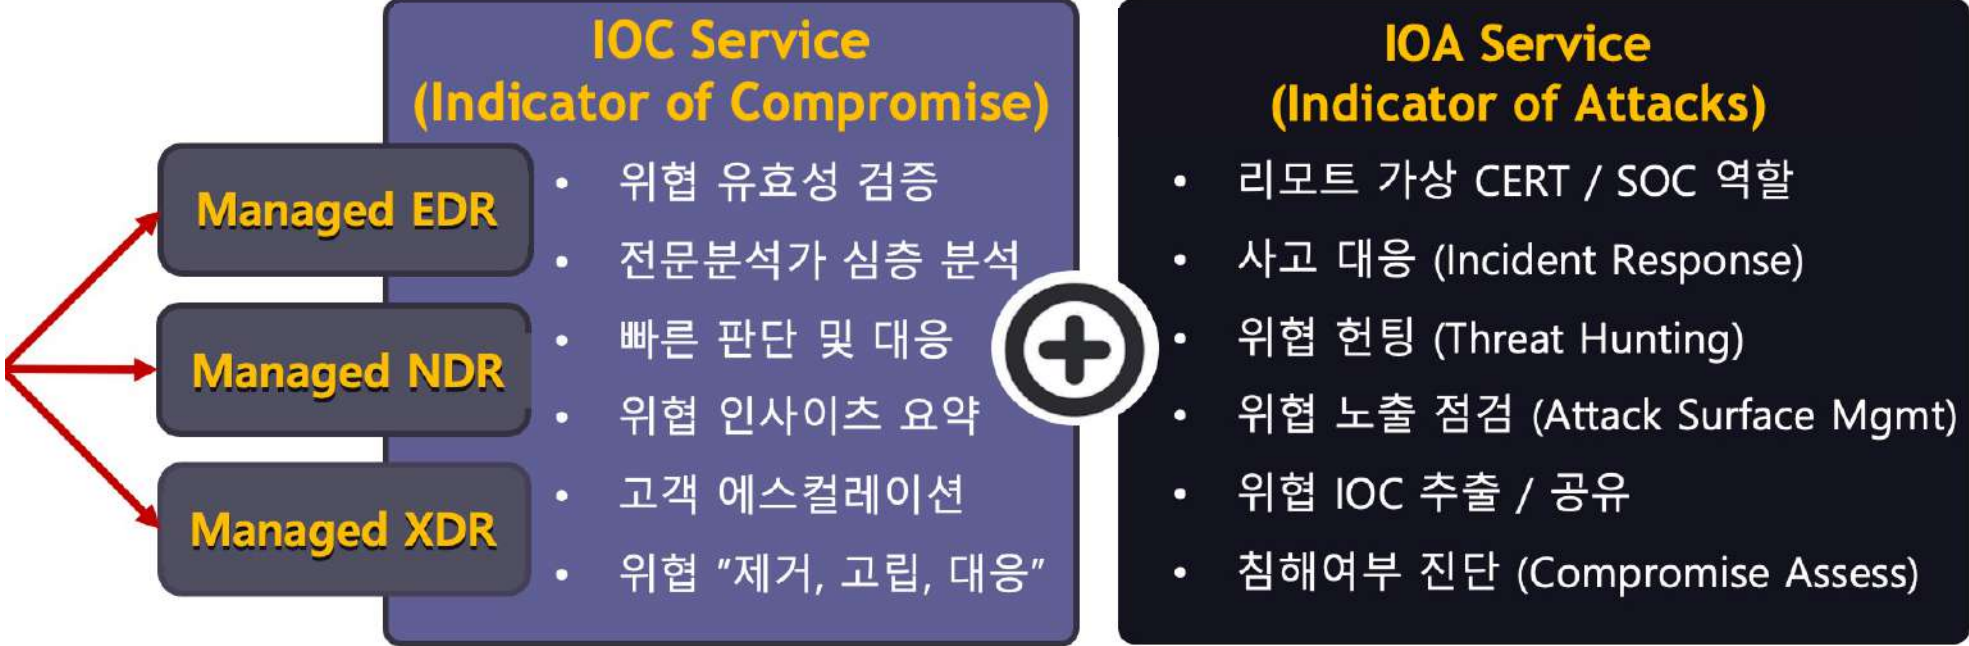 Managed EDR
Managed NDR
Managed XDR
IOC Service
(Indicator of Compromise)
• 위협 유효성 검증
• 전문분석가 심층 분석
• 빠른 판단 및 대응
• 위협 인사이츠 요약
• 고객 에스컬레이션
• 위협 "제거, 고립, 대응"
IOA Service
(Indicator of Attacks)
• 리모트 가상 CERT / SOC 역할
• 사고 대응 (Incident Response)
• 위협 헌팅 (Threat Hunting)
• 위협 노출 점검 (Attack Surface Mgmt)
• 위협 IOC 추출 / 공유
• 침해여부 진단 (Compromise Assess)